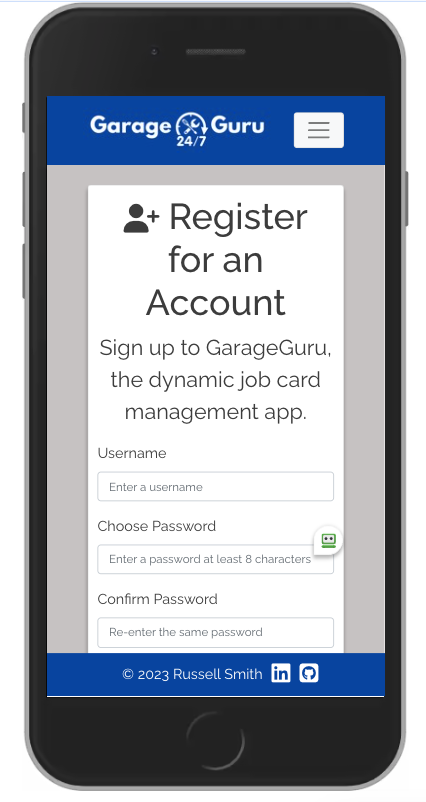 Garage Guru
24/7
Register
for an
Account
Sign up to GarageGuru,
the dynamic job card
management app.
Username
Enter a username
Choose Password
Enter a password at least 8 characters
Confirm Password
Re-enter the same password
© 2023 Russell Smith